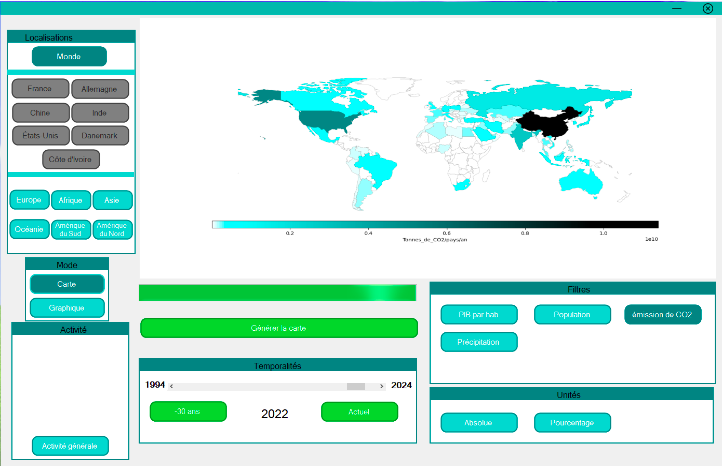 Localisations
Monde
France
Allemagne
Chine
Inde
États Unis
Danemark
Côte d'Ivoire
Europe
Afrique
Asie
Océanie
Amérique
du Sud
Amérique
du Nord
0.2
0.4
0.6
0.8
1.0
1e10
Tonnes_de_CO2/pays/an
Mode
Carte
Graphique
Activité
Activité générale
Générer la carte
Temporalités
1994
2024
-30 ans
2022
Actuel
Filtres
PIB par hab
Population
émission de CO2
Précipitation
Unités
Absolue
Pourcentage